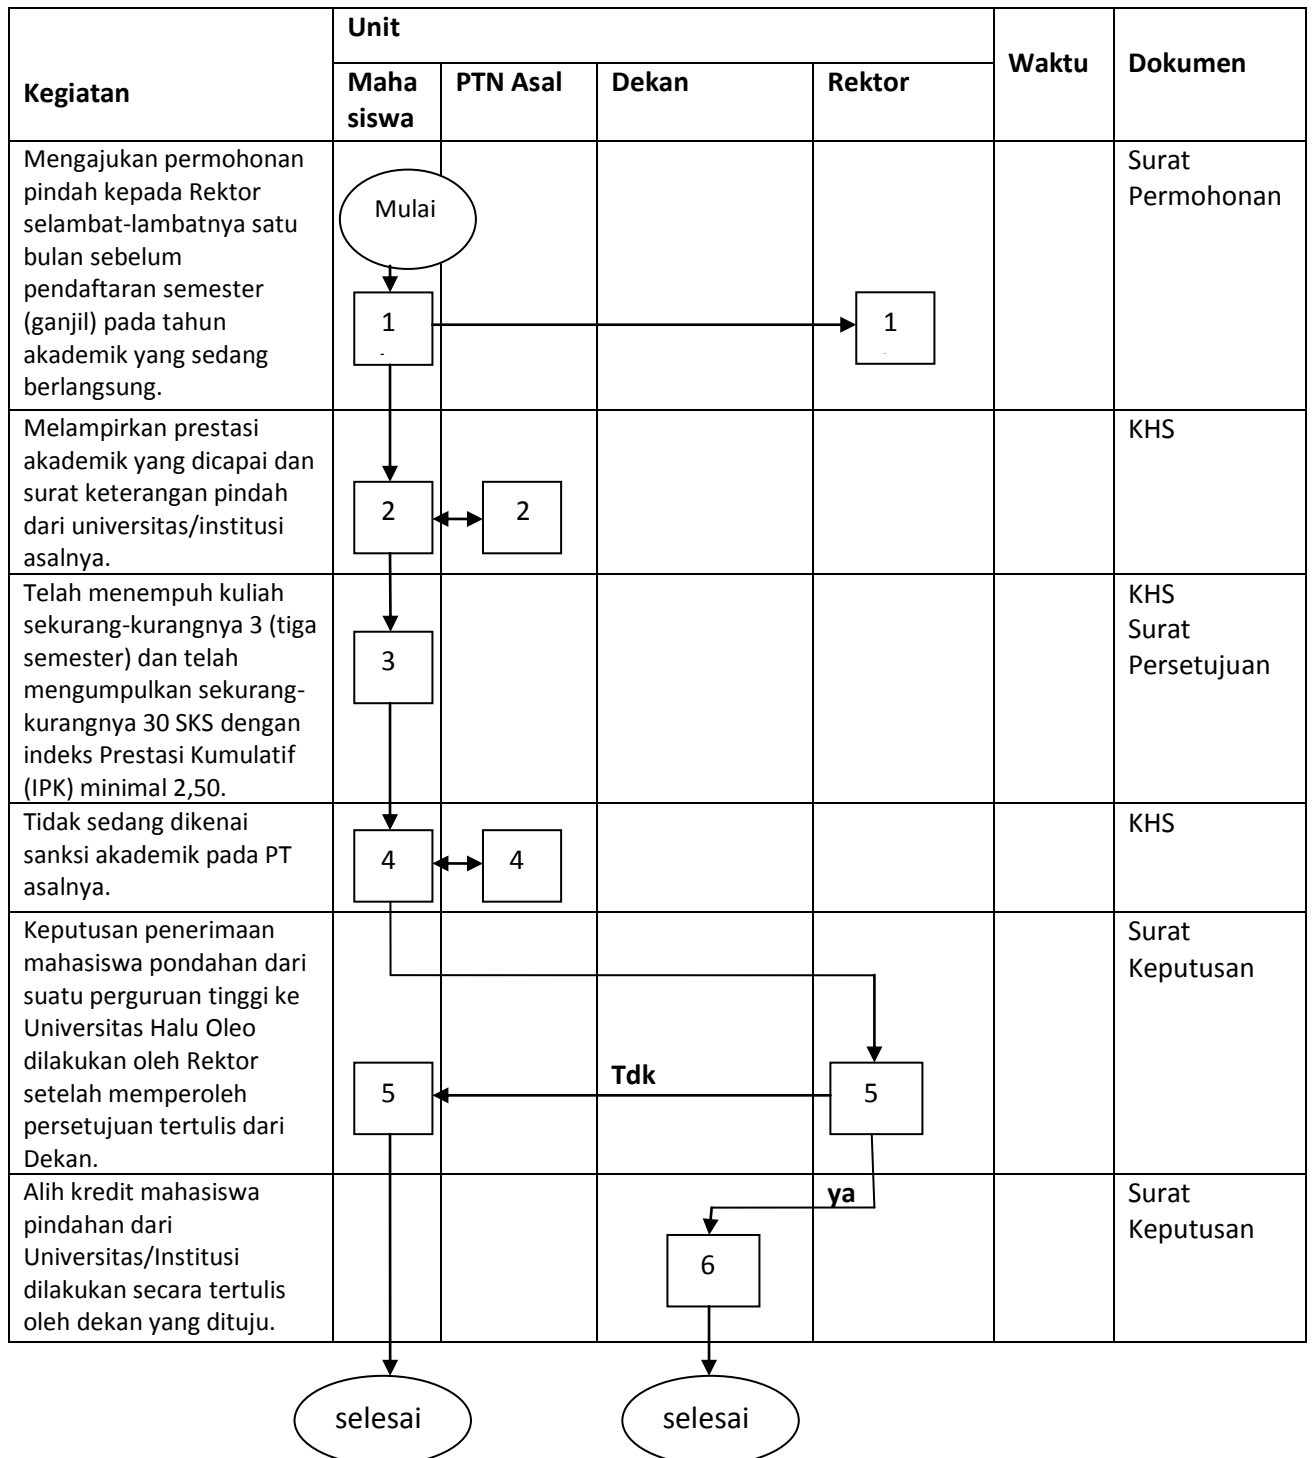 Unit
Kegiatan
Maha
siswa
PTN Asal
Dekan
Rektor
Waktu
Dokumen
Mengajukan permohonan
pindah kepada Rektor
selambat-lambatnya satu
bulan sebelum
pendaftaran semester
(ganjil) pada tahun
akademik yang sedang
berlangsung.
Mulai
1
1
Surat
Permohonan
Melampirkan prestasi
akademik yang dicapai dan
surat keterangan pindah
dari universitas/institusi
asalnya.
2
2
KHS
Telah menempuh kuliah
sekurang-kurangnya 3 (tiga
semester) dan telah
mengumpulkan sekurang-
kurangnya 30 SKS dengan
indeks Prestasi Kumulatif
(IPK) minimal 2,50.
3
KHS
Surat
Persetujuan
Tidak sedang dikenai
sanksi akademik pada PT
asalnya.
4
4
KHS
Keputusan penerimaan
mahasiswa pondahan dari
suatu perguruan tinggi ke
Universitas Halu Oleo
dilakukan oleh Rektor
setelah memperoleh
persetujuan tertulis dari
Dekan.
5
Tdk
5
Surat
Keputusan
Alih kredit mahasiswa
pindahan dari
Universitas/Institusi
dilakukan secara tertulis
oleh dekan yang dituju.
ya
6
Surat
Keputusan
selesai
selesai